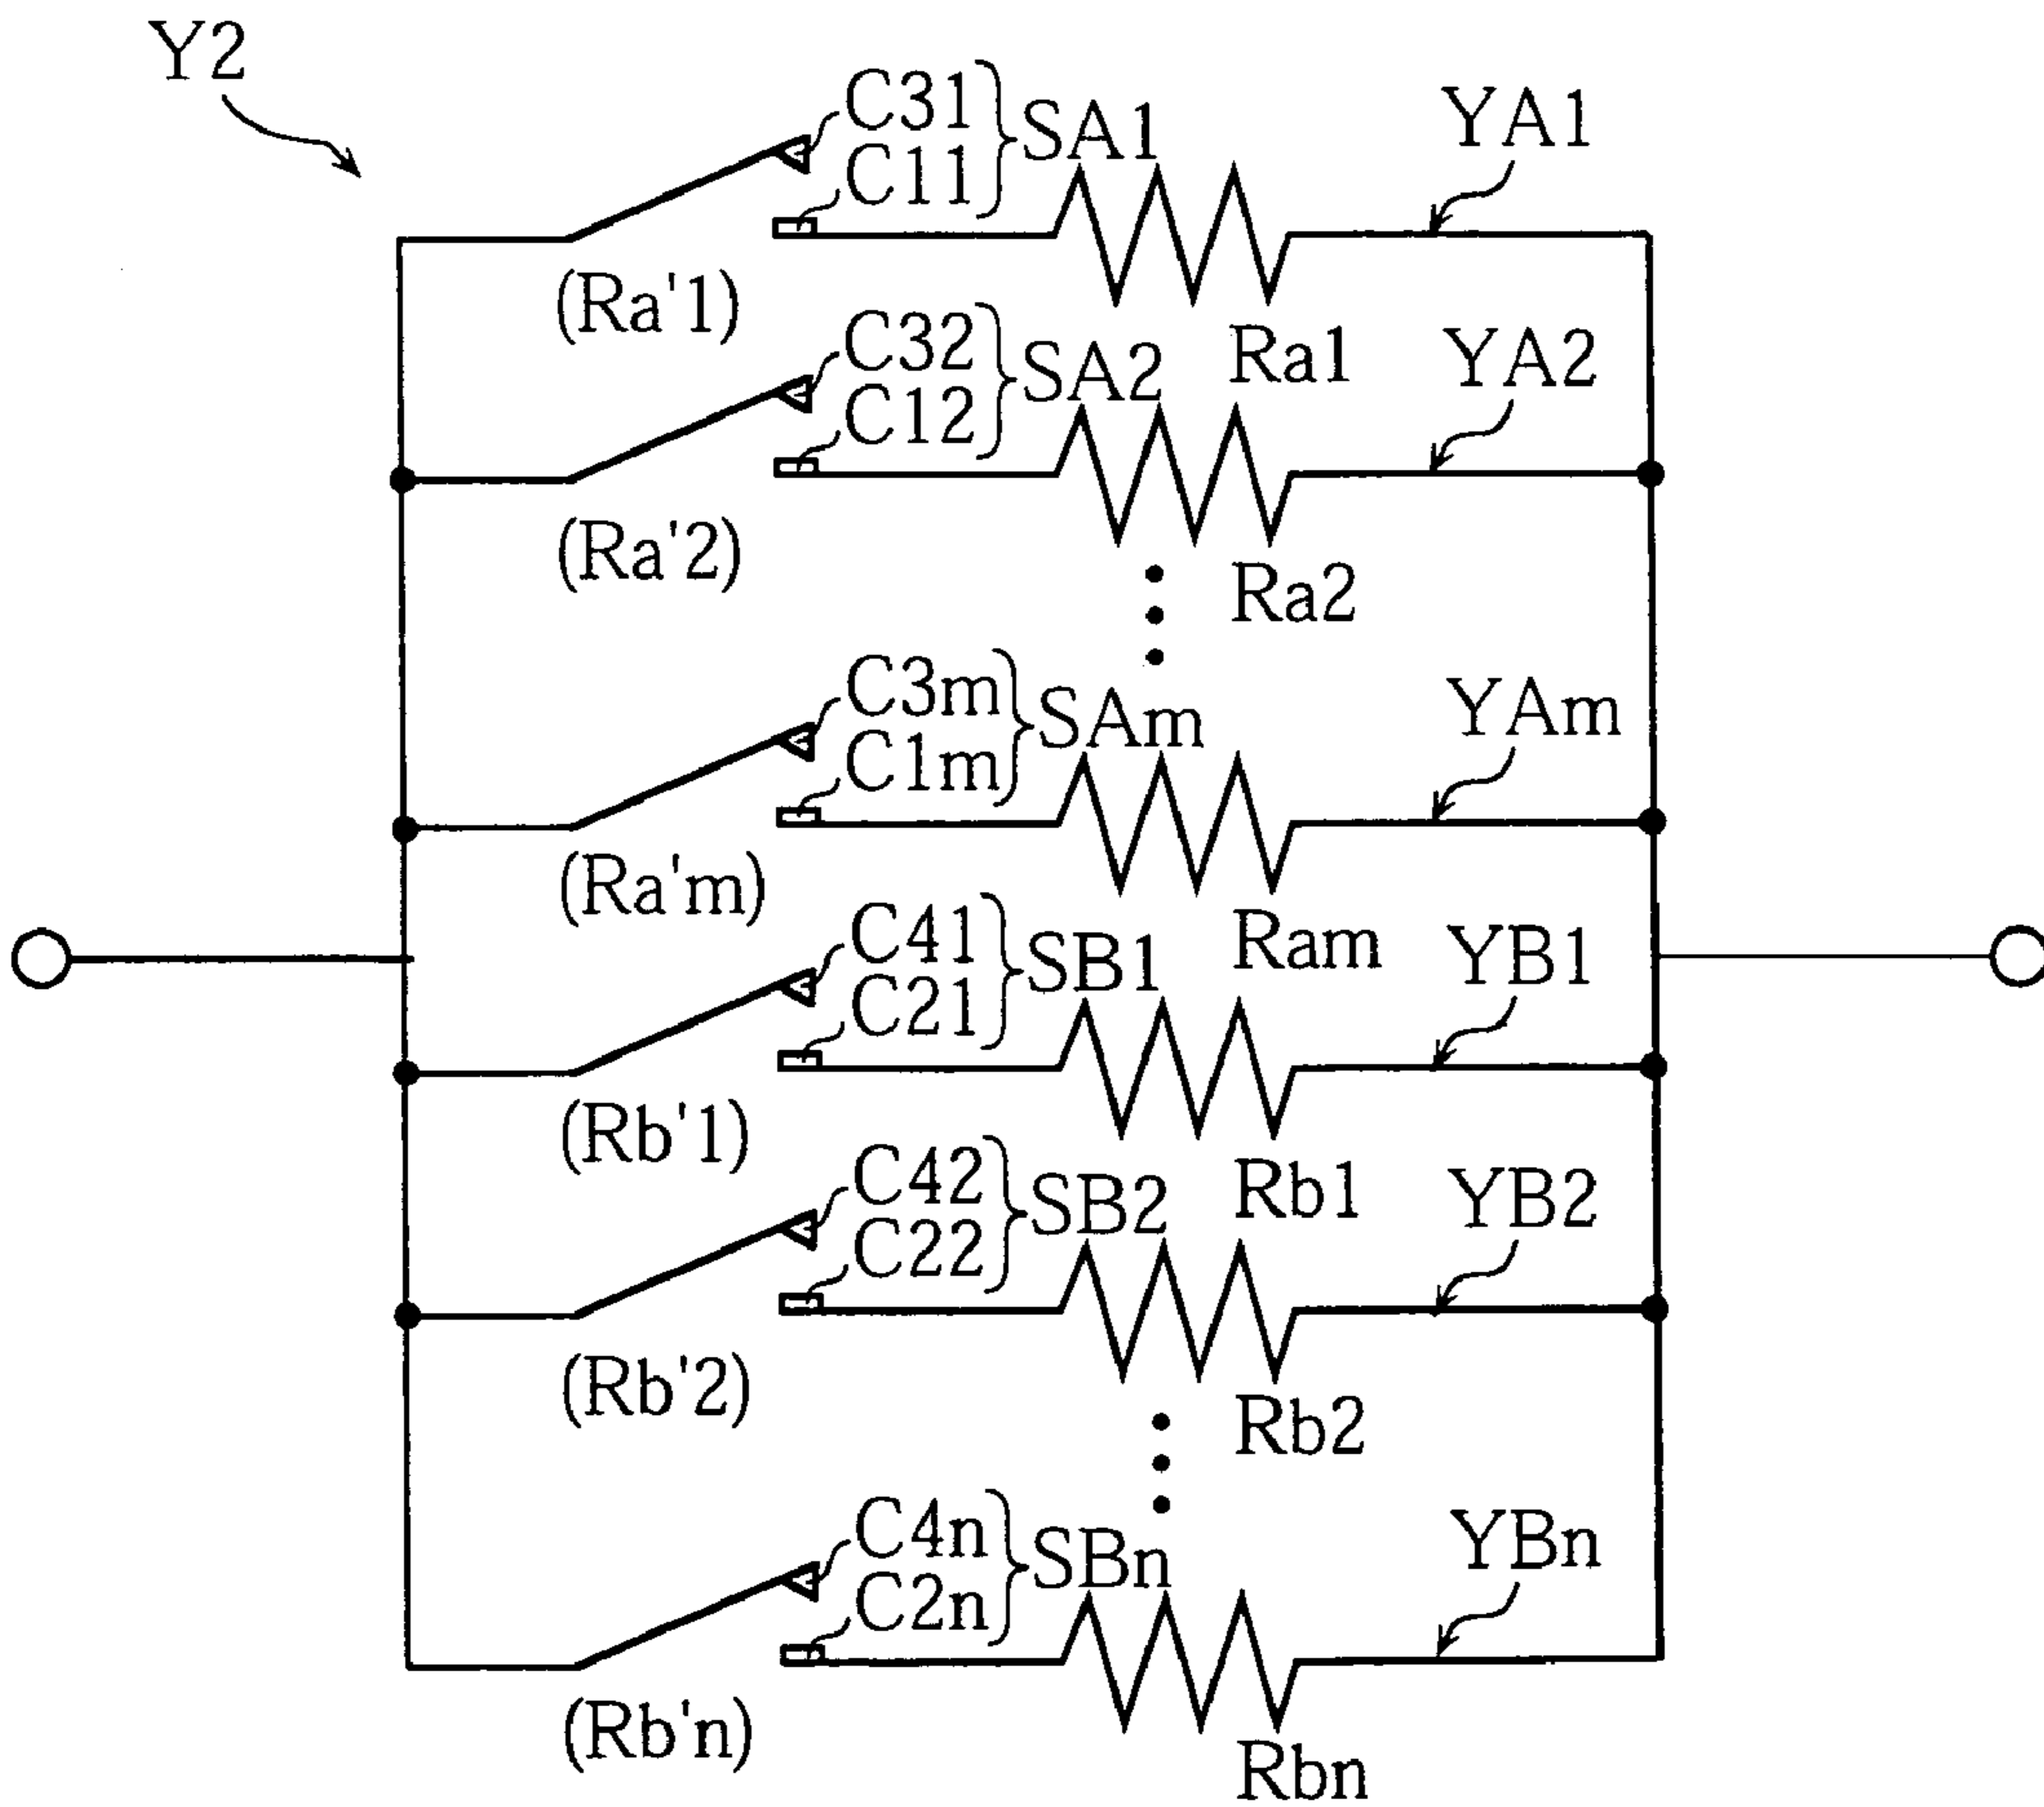 Y2
C31
C11
SA1
YA1
(Ra'1)
Ra1
C32
C12
SA2
YA2
(Ra'2)
Ra2
C3m
C1m
SAm
YAm
(Ra'm)
Ram
C41
C21
SB1
YB1
(Rb'1)
Rb1
C42
C22
SB2
YB2
(Rb'2)
Rb2
C4n
C2n
SBn
YBn
(Rb'n)
Rbn